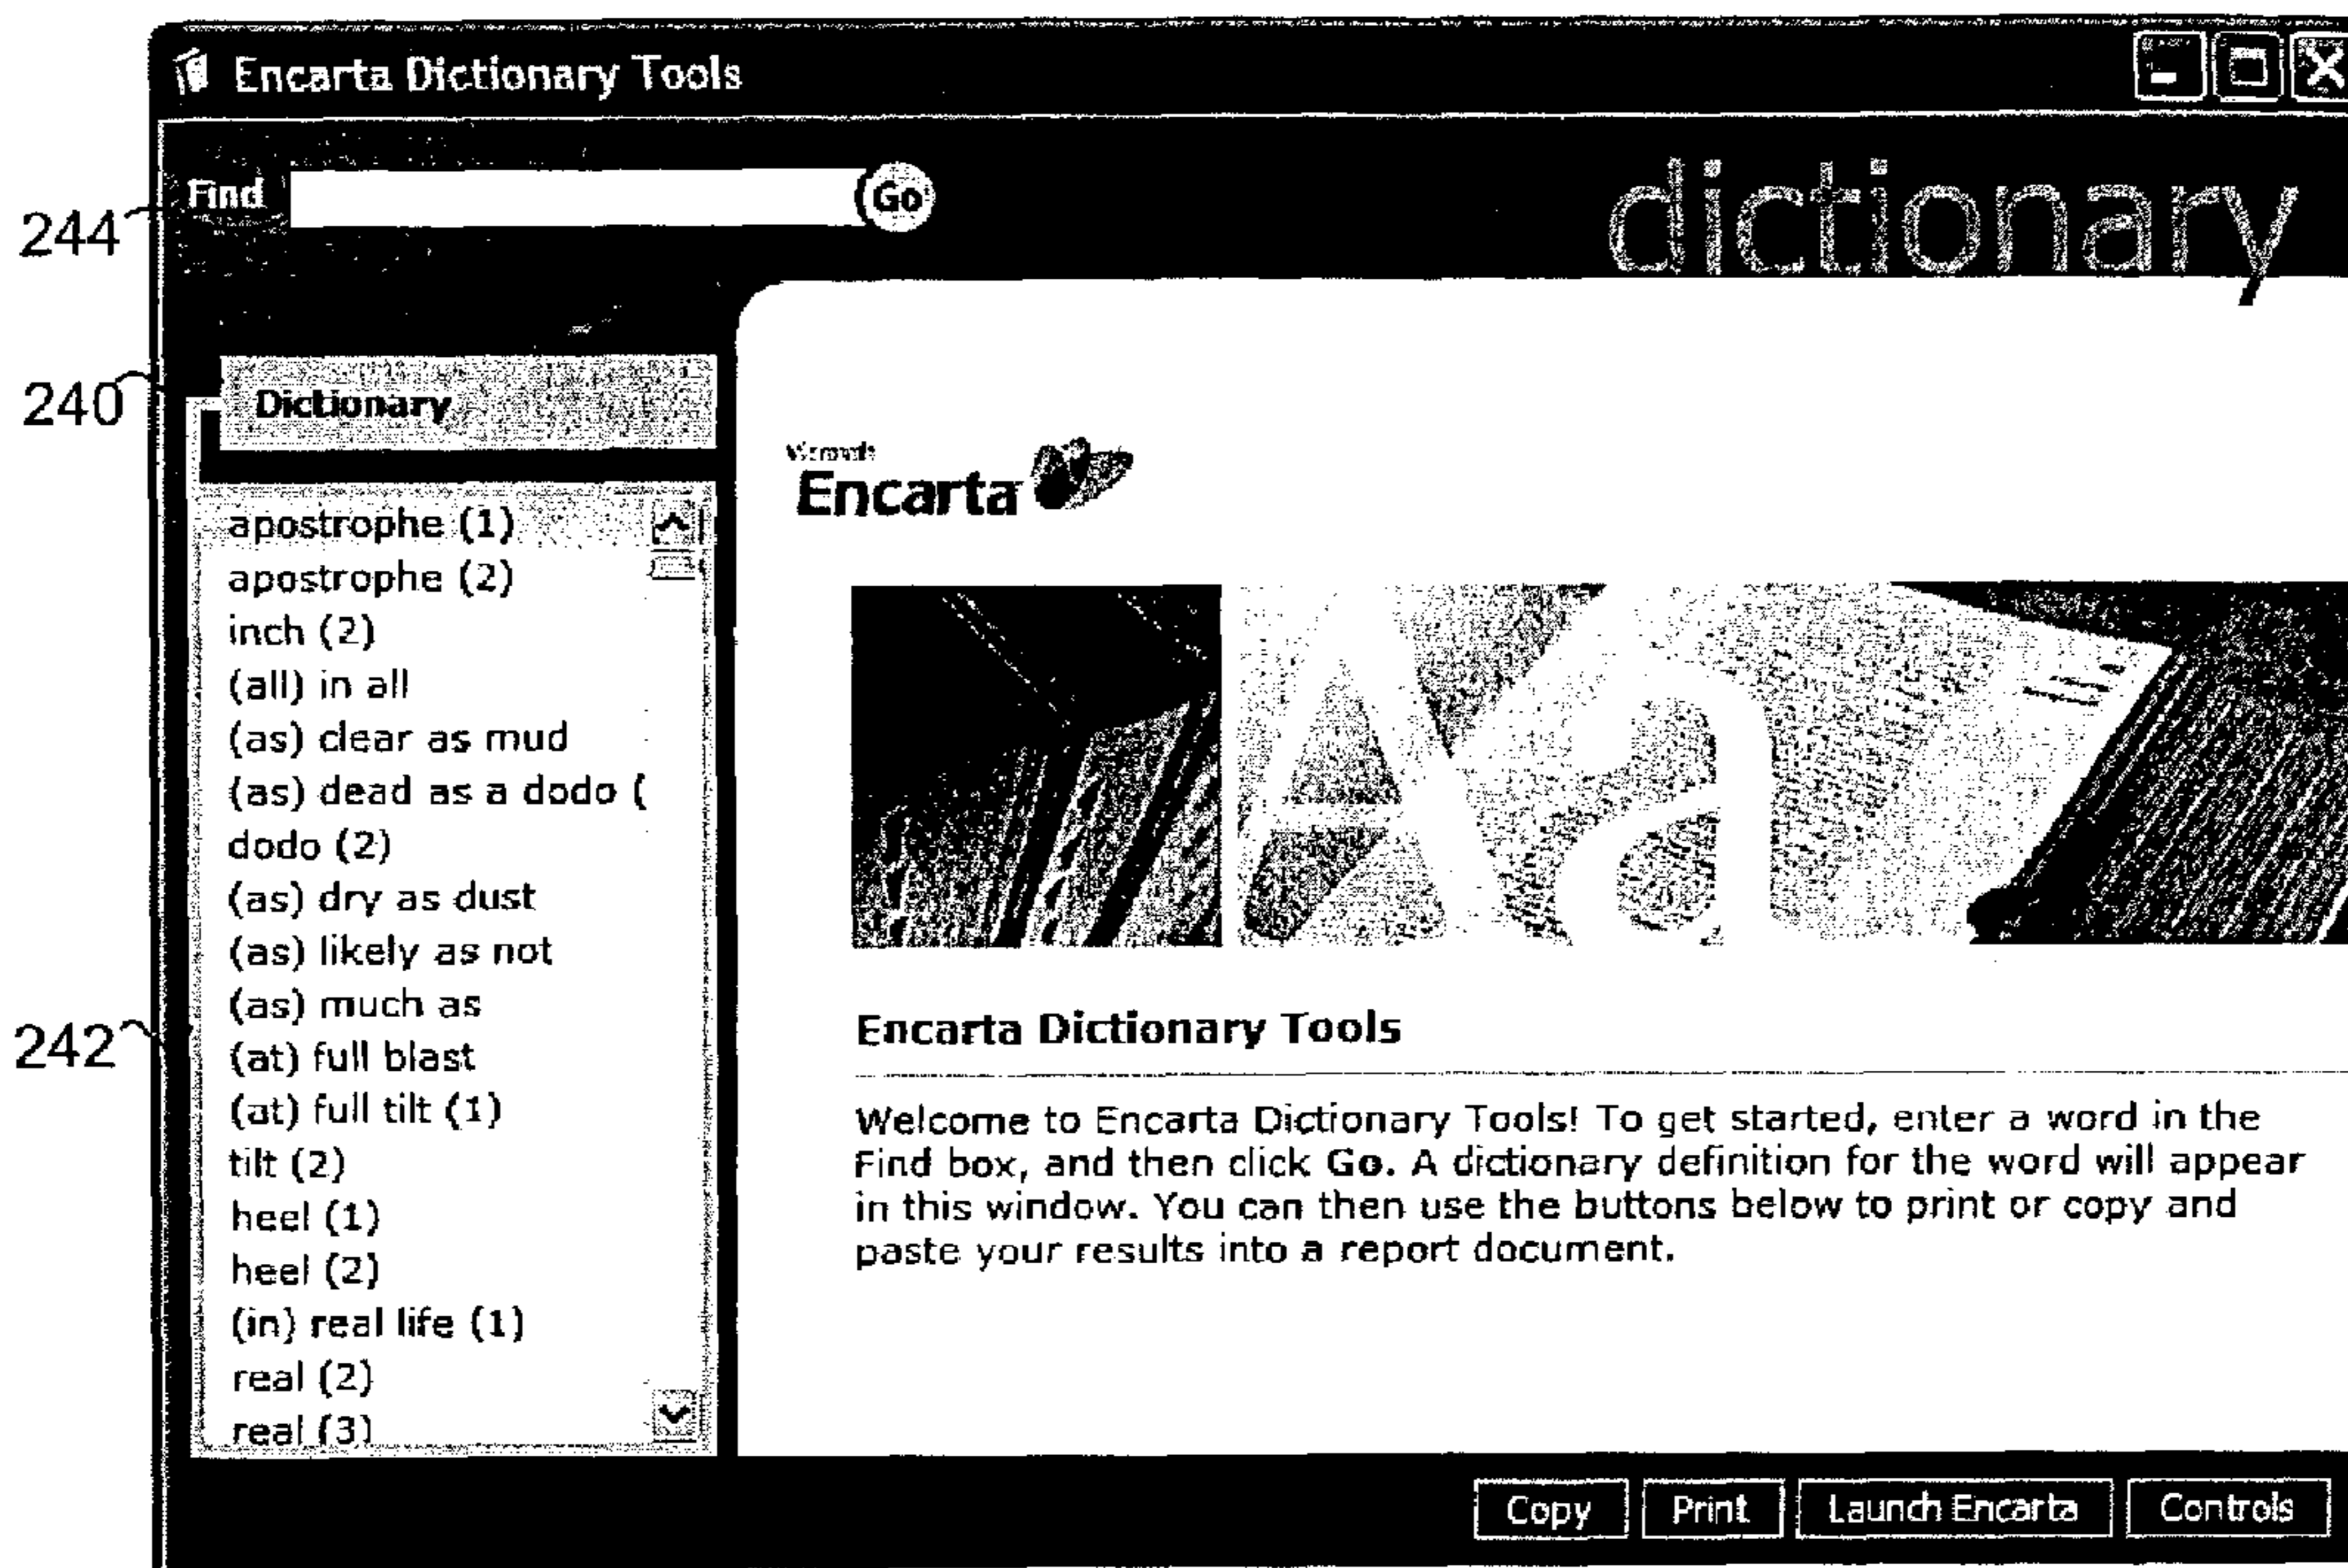 Encarta Dictionary Tools
Find
Go
dictionary
244
240
Dictionary
Microsoft
Encarta
apostrophe (1)
apostrophe (2)
inch (2)
(all) in all
(as) clear as mud
(as) dead as a dodo (
dodo (2)
(as) dry as dust
(as) likely as not
(as) much as
(at) full blast
(at) full tilt (1)
tilt (2)
heel (1)
heel (2)
(in) real life (1)
real (2)
real (3)
242
Aa
Encarta Dictionary Tools
Welcome to Encarta Dictionary Tools! To get started, enter a word in the
Find box, and then click Go. A dictionary definition for the word will appear
in this window. You can then use the buttons below to print or copy and
paste your results into a report document.
Copy
Print
Launch Encarta
Controls